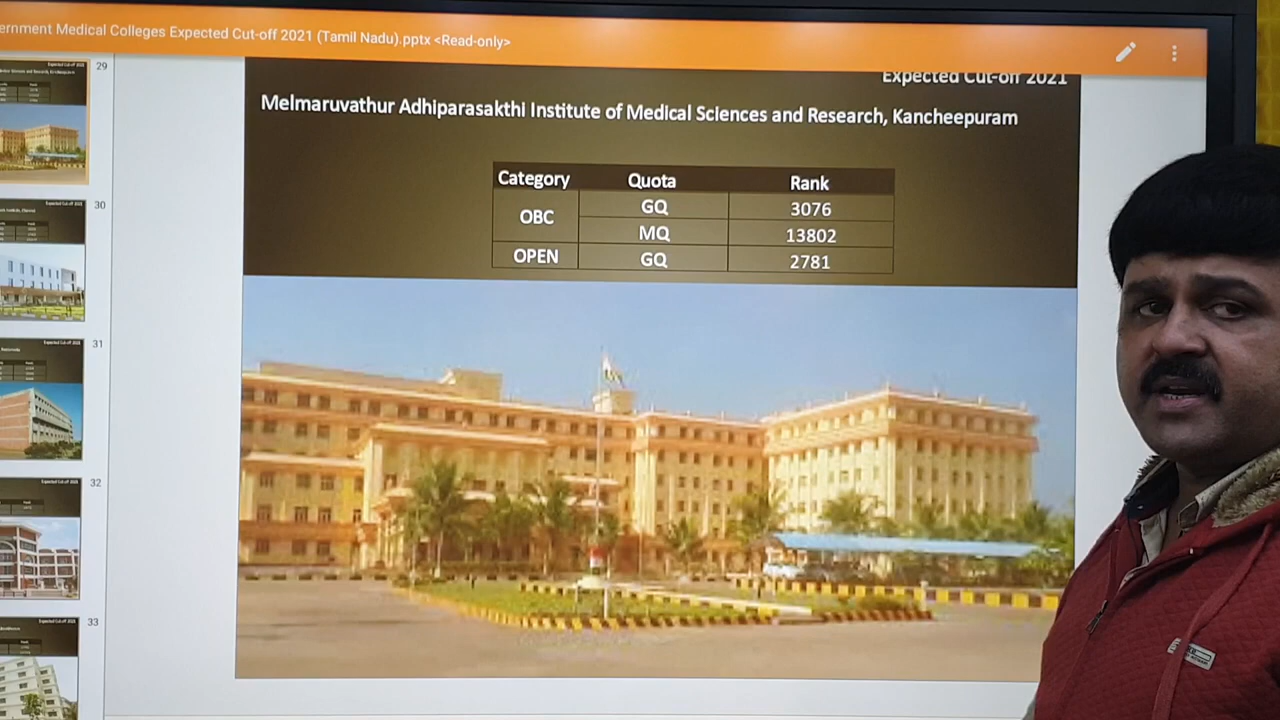 ernment Medical Colleges Expected Cut-off 2021 (Tamil Nadu).pptx <Read-only>
29
Expected Cut-off 2021
Melmaruvathur Adhiparasakthi Institute of Medical Sciences and Research, Kancheepuram
Category Quota Rank
OBC GQ 3076
MQ 13802
OPEN GQ 2781
30
31
32
33